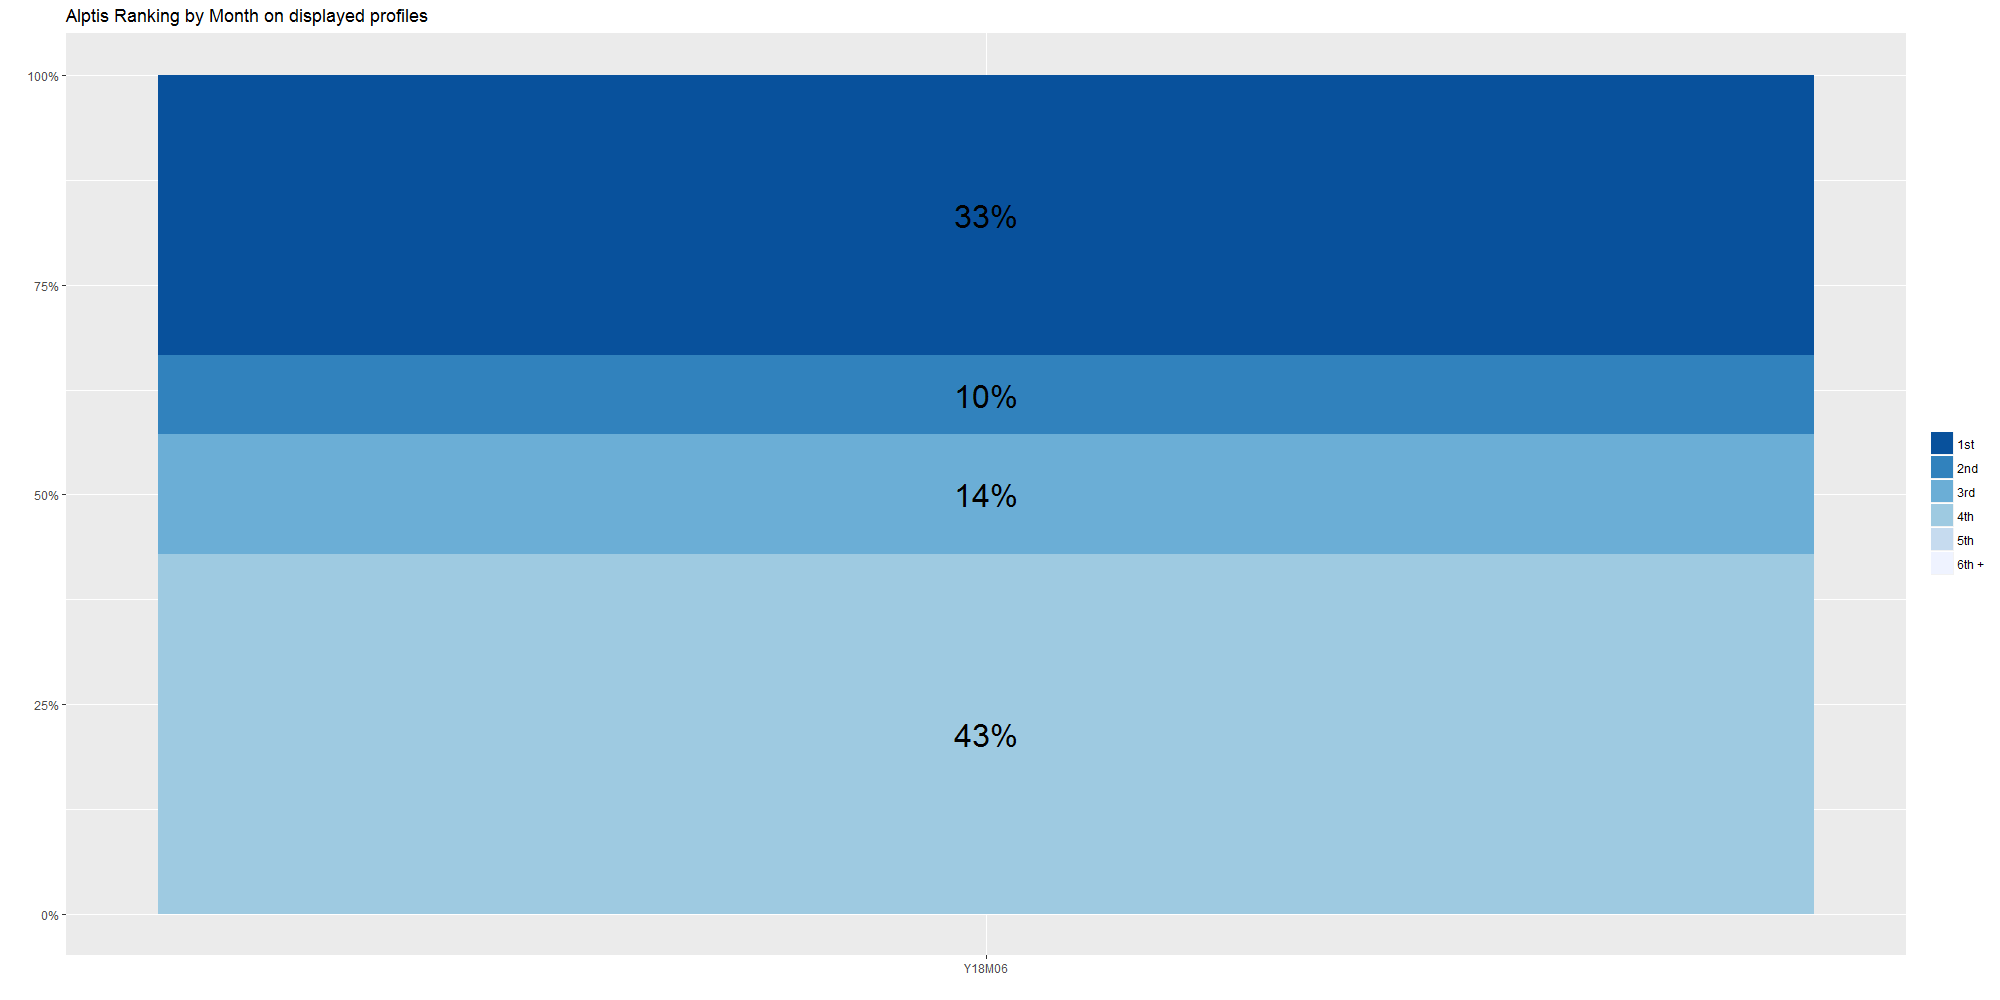 Alptis Ranking by Month on displayed profiles
100%
75%
50%
25%
0%
33%
10%
14%
43%
Y18M06
1st
2nd
3rd
4th
5th
6th +